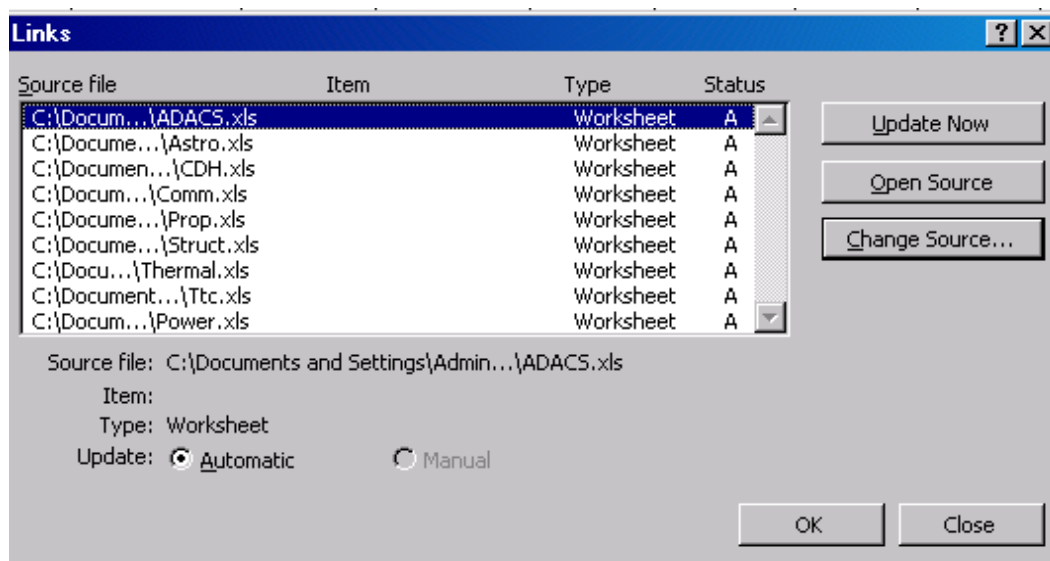 Links
Source file Item Type Status
C:\Docum...\ADACS.xls Worksheet A
C:\Docume...\Astro.xls Worksheet A
C:\Documen...\CDH.xls Worksheet A
C:\Docum...\Comm.xls Worksheet A
C:\Docume...\Prop.xls Worksheet A
C:\Docume...\Struct.xls Worksheet A
C:\Docu...\Thermal.xls Worksheet A
C:\Document...\Ttc.xls Worksheet A
C:\Docum...\Power.xls Worksheet A
Update Now
Open Source
Change Source...
Source file: C:\Documents and Settings\Admin...\ADACS.xls
Item:
Type: Worksheet
Update: Automatic Manual
OK Close